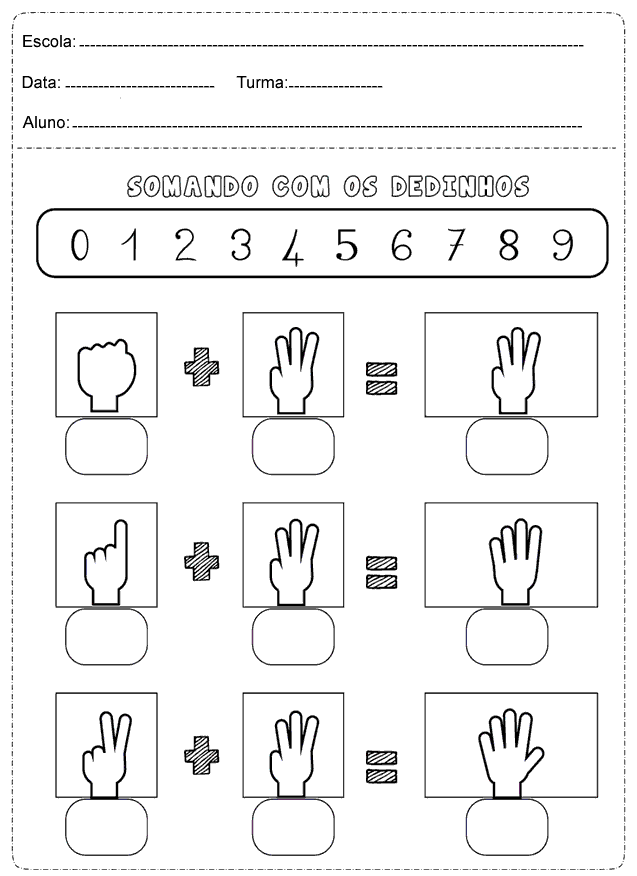 Escola:
Data: Turma:
Aluno:
SOMANDO COM OS DEDINHOS
0 1 2 3 4 5 6 7 8 9
+ =
+ =
+ =